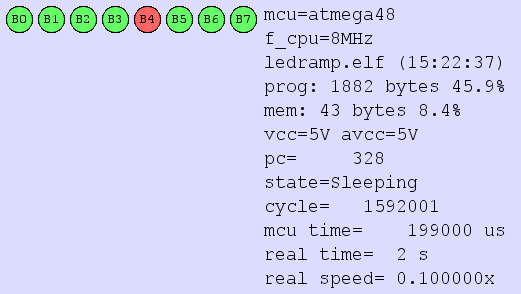 B0 B1 B2 B3 B4 B5 B6 B7
mcu=atmega48
f_cpu=8MHz
ledramp.elf (15:22:37)
prog: 1882 bytes 45.9%
mem: 43 bytes 8.4%
vcc=5V avcc=5V
pc=     328
state=Sleeping
cycle=   1592001
mcu time=    199000 us
real time=  2 s
real speed= 0.100000x